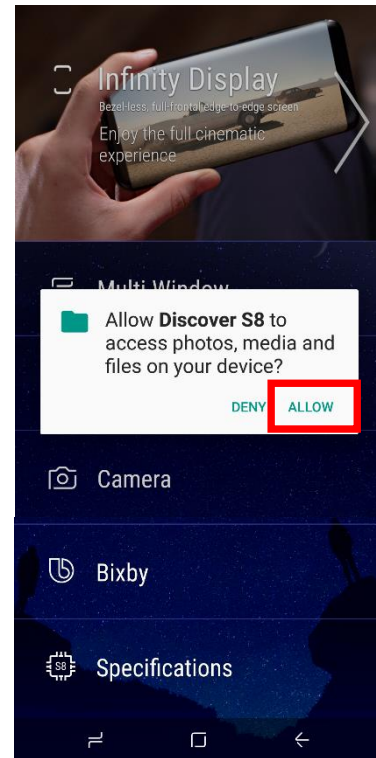 Infinity Display
Bezel-less, full-frontal, edge-to-edge screen
Enjoy the full cinematic
experience
Multi Window
Allow Discover S8 to
access photos, media and
files on your device?
DENY ALLOW
Camera
Bixby
S8 Specifications